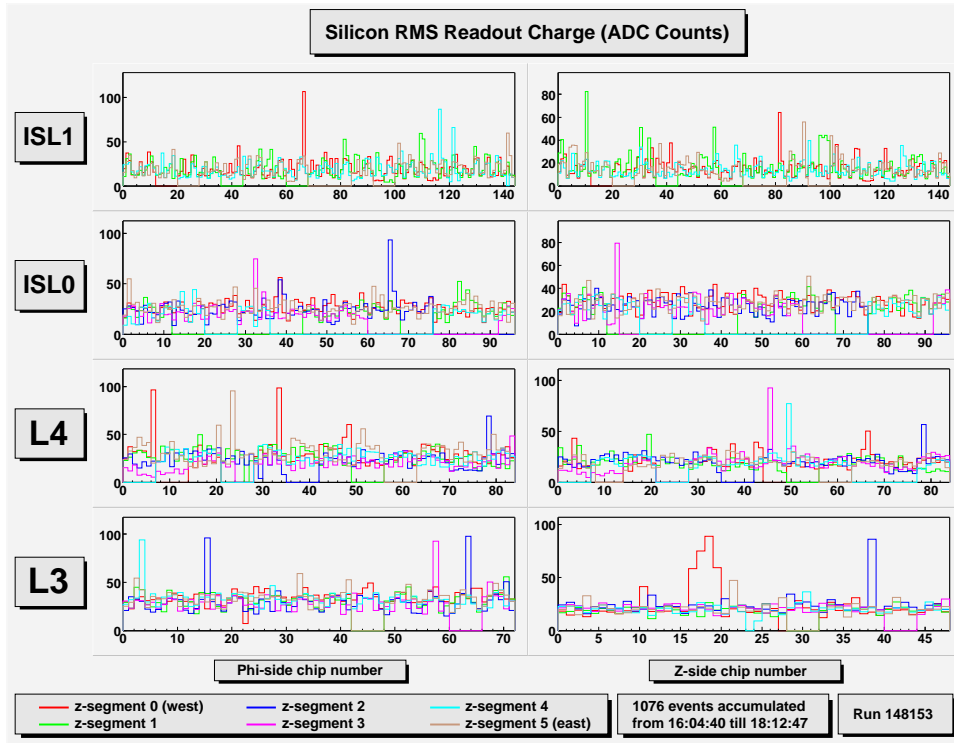 Silicon RMS Readout Charge (ADC Counts)
ISL1
100
50
0
0 20 40 60 80 100 120 140
80
60
40
20
0
0 20 40 60 80 100 120 140
ISL0
100
50
0
0 10 20 30 40 50 60 70 80 90
80
60
40
20
0
0 10 20 30 40 50 60 70 80 90
L4
100
50
0
0 10 20 30 40 50 60 70 80
100
50
0
0 10 20 30 40 50 60 70 80
L3
100
50
0
0 10 20 30 40 50 60 70
100
50
0
0 5 10 15 20 25 30 35 40 45
Phi-side chip number
Z-side chip number
z-segment 0 (west) z-segment 2 z-segment 4
z-segment 1 z-segment 3 z-segment 5 (east)
1076 events accumulated
from 16:04:40 till 18:12:47
Run 148153